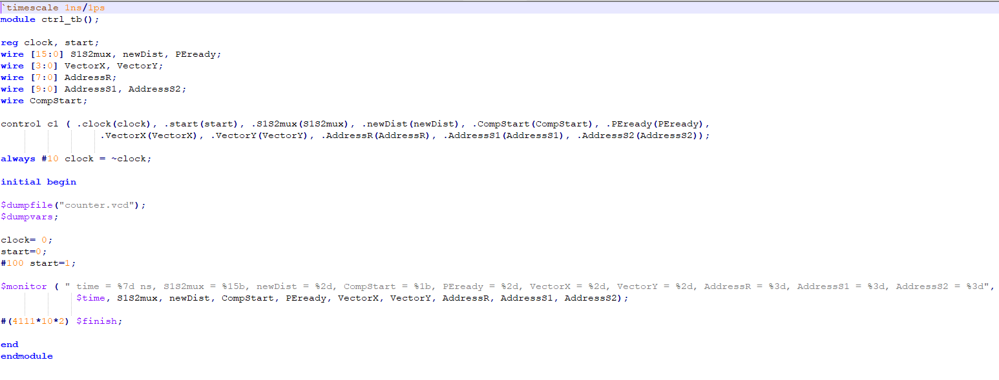 `timescale 1ns/1ps
module ctrl_tb();
reg clock, start;
wire [15:0] S1S2mux, newDist, PEready;
wire [3:0] VectorX, VectorY;
wire [7:0] AddressR;
wire [9:0] AddressS1, AddressS2;
wire CompStart;
control c1 ( .clock(clock), .start(start), .S1S2mux(S1S2mux), .newDist(newDist), .CompStart(CompStart), .PEready(PEready),
.VectorX(VectorX), .VectorY(VectorY), .AddressR(AddressR), .AddressS1(AddressS1), .AddressS2(AddressS2));
always #10 clock = ~clock;
initial begin
$dumpfile("counter.vcd");
$dumpvars;
clock= 0;
start=0;
#100 start=1;
$monitor ( " time = %7d ns, S1S2mux = %15b, newDist = %2d, CompStart = %1b, PEready = %2d, VectorX = %2d, VectorY = %2d, AddressR = %3d, AddressS1 = %3d, AddressS2 = %3d",
$time, S1S2mux, newDist, CompStart, PEready, VectorX, VectorY, AddressR, AddressS1, AddressS2);
#(4111*10*2) $finish;
end
endmodule